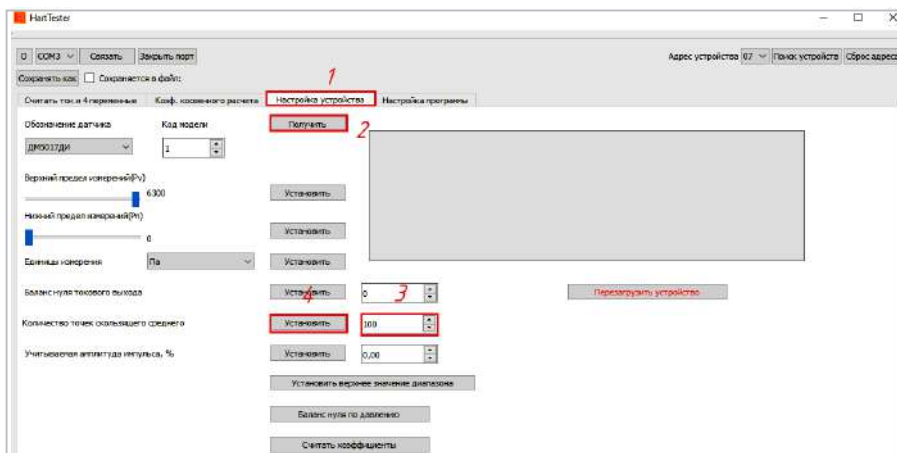 HartTester
0 COM3 Связать Закрыть порт Адрес устройства 07 Поиск устройств Сброс адреса
Сохранять как Сохраняется в файл:
1
Считать ток и 4 переменные Коэф. косвенного расчета Настройка устройства Настройка программы
Обозначение датчика Код модели Получить 2
ДМ5017ДИ 1
Верхний предел измерений(Pv)
6300 Установить
Нижний предел измерений(Pn)
0 Установить
Единицы измерения Па Установить
Баланс нуля токового выхода Установить 0 Перезагрузить устройство
4 3
Количество точек скользящего среднего Установить 100
Учитываемая амплитуда импульса, % Установить 0,00
Установить верхнее значение диапазона
Баланс нуля по давлению
Считать коэффициенты